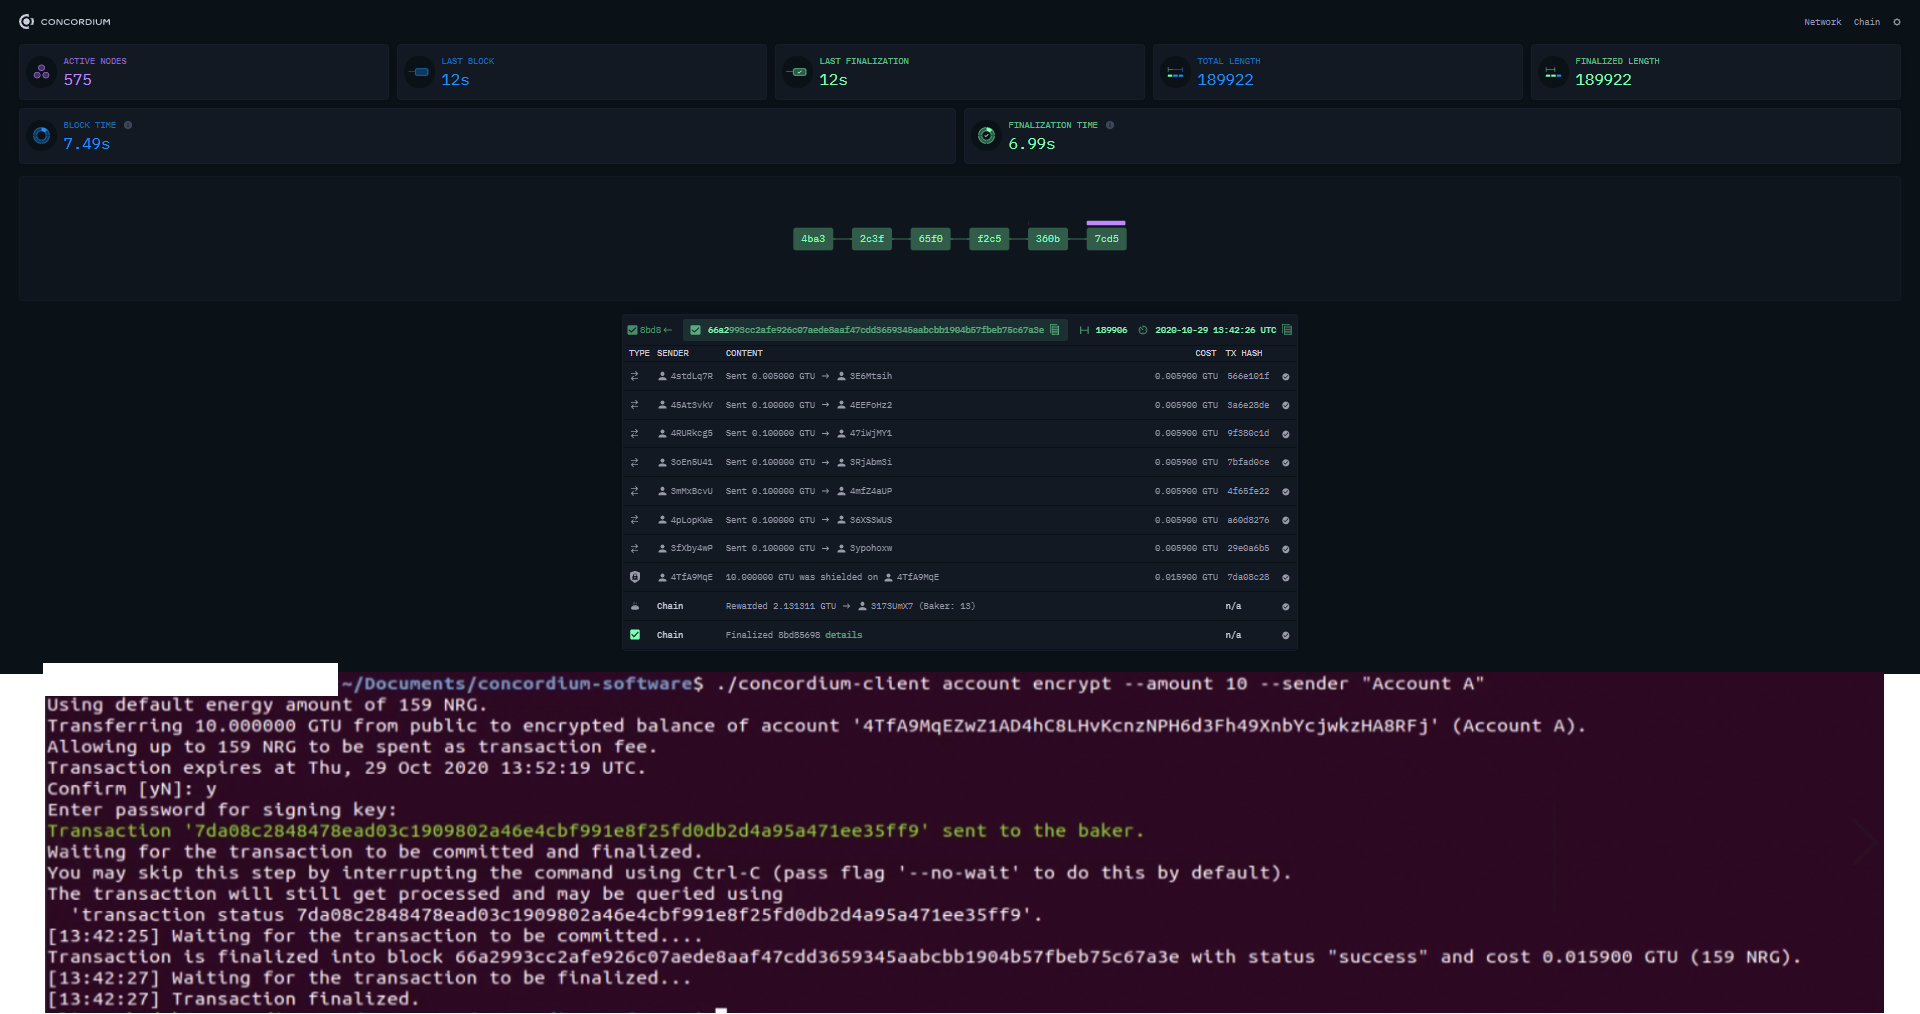 CONCORDIUM
Network Chain
ACTIVE NODES
575
LAST BLOCK
12s
LAST FINALIZATION
12s
TOTAL LENGTH
189922
FINALIZED LENGTH
189922
BLOCK TIME
7.49s
FINALIZATION TIME
6.99s
4ba3 2c3f 65f0 f2c5 360b 7cd5
8bd8 ← 66a2993cc2afe926c07aede8aaf47cdd3659345aabcbb1904b57fbeb75c67a3e 189906 2020-10-29 13:42:26 UTC
TYPE SENDER CONTENT COST TX HASH
4stdLq7R Sent 0.005000 GTU → 3E6Mtsih 0.005900 GTU 566e101f
45At3vkV Sent 0.100000 GTU → 4EEFoHz2 0.005900 GTU 3a6e28de
4RURkcg5 Sent 0.100000 GTU → 47iWjMY1 0.005900 GTU 9f380c1d
3oEn5U41 Sent 0.100000 GTU → 3RjAbm3i 0.005900 GTU 7bfad0ce
3mMxBcvU Sent 0.100000 GTU → 4mfZ4aUP 0.005900 GTU 4f65fe22
4pLopKWe Sent 0.100000 GTU → 36XS3WUS 0.005900 GTU a60d8276
3fXby4wP Sent 0.100000 GTU → 3ypohoxw 0.005900 GTU 29e0a6b5
4TfA9MqE 10.000000 GTU was shielded on 4TfA9MqE 0.015900 GTU 7da08c28
Chain Rewarded 2.131311 GTU → 3173UmX7 (Baker: 13) n/a
Chain Finalized 8bd85698 details n/a
~/Documents/concordium-software$ ./concordium-client account encrypt --amount 10 --sender "Account A"
Using default energy amount of 159 NRG.
Transferring 10.000000 GTU from public to encrypted balance of account '4TfA9MqEZwZ1AD4hC8LHvKcnzNPH6d3Fh49XnbYcjwkzHA8RFj' (Account A).
Allowing up to 159 NRG to be spent as transaction fee.
Transaction expires at Thu, 29 Oct 2020 13:52:19 UTC.
Confirm [yN]: y
Enter password for signing key:
Transaction '7da08c2848478ead03c1909802a46e4cbf991e8f25fd0db2d4a95a471ee35ff9' sent to the baker.
Waiting for the transaction to be committed and finalized.
You may skip this step by interrupting the command using Ctrl-C (pass flag '--no-wait' to do this by default).
The transaction will still get processed and may be queried using
'transaction status 7da08c2848478ead03c1909802a46e4cbf991e8f25fd0db2d4a95a471ee35ff9'.
[13:42:25] Waiting for the transaction to be committed....
Transaction is finalized into block 66a2993cc2afe926c07aede8aaf47cdd3659345aabcbb1904b57fbeb75c67a3e with status "success" and cost 0.015900 GTU (159 NRG).
[13:42:27] Waiting for the transaction to be finalized...
[13:42:27] Transaction finalized.